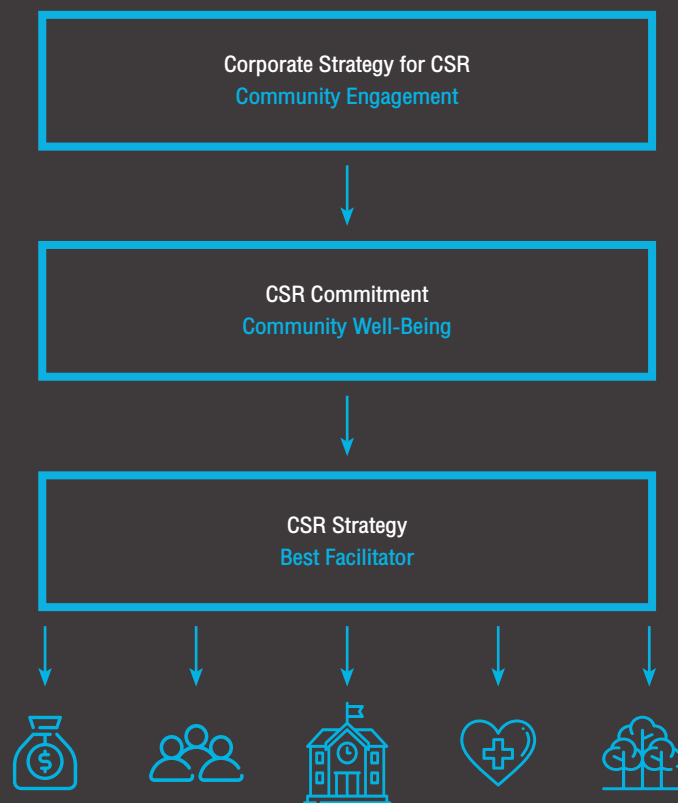 Corporate Strategy for CSR
Community Engagement
CSR Commitment
Community Well-Being
CSR Strategy
Best Facilitator
$